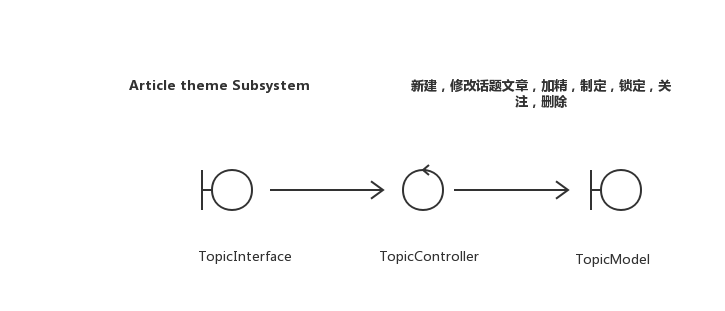 Article theme Subsystem
新建，修改话题文章，加精，制定，锁定，关
注，删除
TopicInterface
TopicController
TopicModel